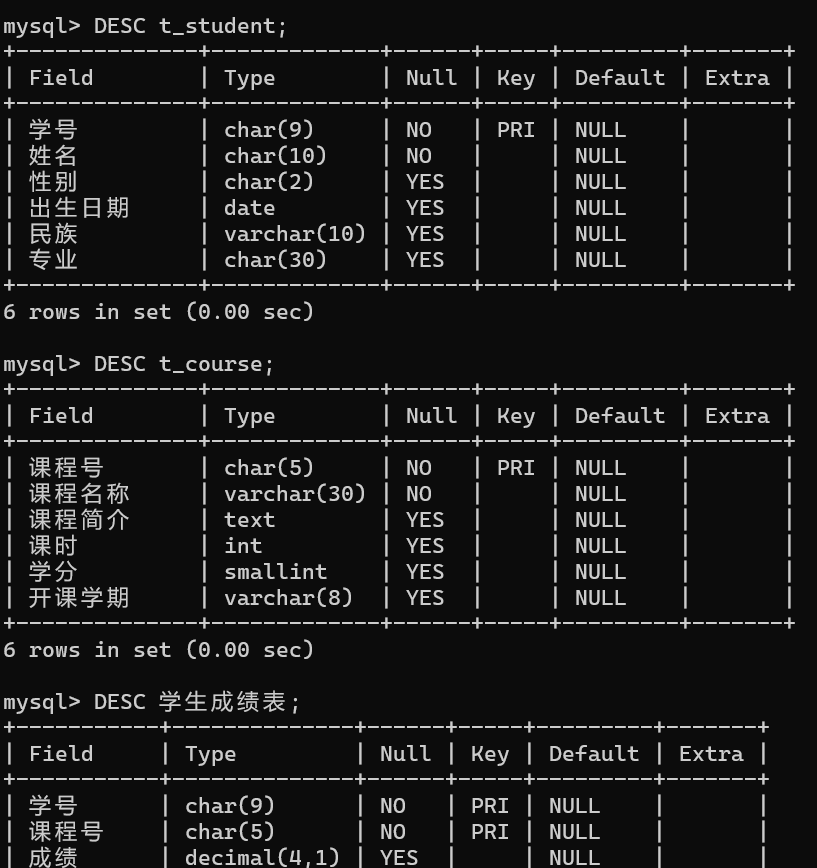 mysql> DESC t_student;
+--------------+-------------+------+-----+---------+-------+
| Field        | Type        | Null | Key | Default | Extra |
+--------------+-------------+------+-----+---------+-------+
| 学号         | char(9)     | NO   | PRI | NULL    |       |
| 姓名         | char(10)    | NO   |     | NULL    |       |
| 性别         | char(2)     | YES  |     | NULL    |       |
| 出生日期     | date        | YES  |     | NULL    |       |
| 民族         | varchar(10) | YES  |     | NULL    |       |
| 专业         | char(30)    | YES  |     | NULL    |       |
+--------------+-------------+------+-----+---------+-------+
6 rows in set (0.00 sec)
mysql> DESC t_course;
+--------------+-------------+------+-----+---------+-------+
| Field        | Type        | Null | Key | Default | Extra |
+--------------+-------------+------+-----+---------+-------+
| 课程号       | char(5)     | NO   | PRI | NULL    |       |
| 课程名称     | varchar(30) | NO   |     | NULL    |       |
| 课程简介     | text        | YES  |     | NULL    |       |
| 课时         | int         | YES  |     | NULL    |       |
| 学分         | smallint    | YES  |     | NULL    |       |
| 开课学期     | varchar(8)  | YES  |     | NULL    |       |
+--------------+-------------+------+-----+---------+-------+
6 rows in set (0.00 sec)
mysql> DESC 学生成绩表;
+-----------+--------------+------+-----+---------+-------+
| Field     | Type         | Null | Key | Default | Extra |
+-----------+--------------+------+-----+---------+-------+
| 学号      | char(9)      | NO   | PRI | NULL    |       |
| 课程号    | char(5)      | NO   | PRI | NULL    |       |
| 成绩      | decimal(4,1) | YES  |     | NULL    |       |